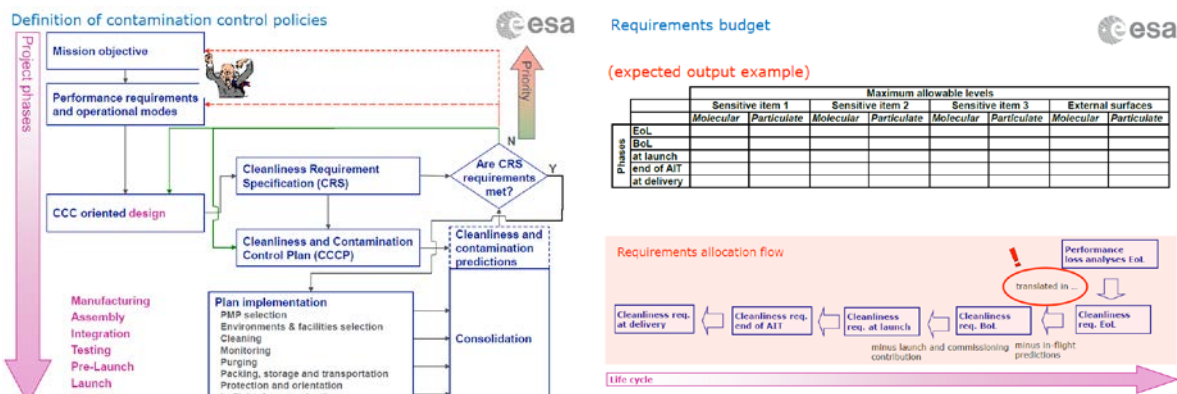 Definition of contamination control policies
esa
Project phases
Mission objective
Performance requirements
and operational modes
Priority
N
Y
Are CRS
requirements
met?
Cleanliness Requirement
Specification (CRS)
CCC oriented design
Cleanliness and Contamination
Control Plan (CCCP)
Cleanliness and
contamination
predictions
Plan implementation
PMP selection
Environments & facilities selection
Cleaning
Monitoring
Purging
Packing, storage and transportation
Protection and orientation
Consolidation
Manufacturing
Assembly
Integration
Testing
Pre-Launch
Launch
Requirements budget
esa
(expected output example)
Maximum allowable levels
Sensitive item 1 Sensitive item 2 Sensitive item 3 External surfaces
Molecular Particulate Molecular Particulate Molecular Particulate Molecular Particulate
Phases
EoL
BoL
at launch
end of AIT
at delivery
Requirements allocation flow
!
Performance
loss analyses EoL
translated in ...
Cleanliness req.
at delivery
Cleanliness req.
end of AIT
Cleanliness
req. at launch
Cleanliness
req. BoL
Cleanliness
req. EoL
minus launch and commissioning
contribution
minus in-flight
predictions
Life cycle